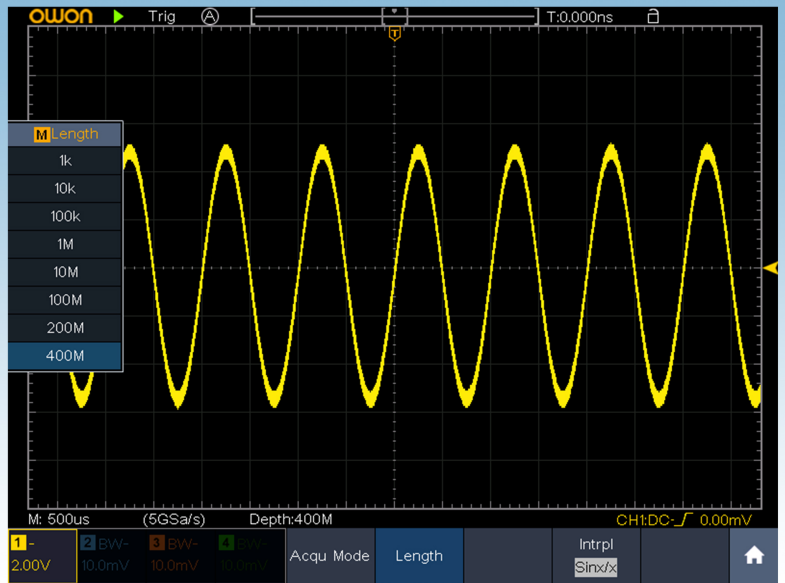 owon Trig A T:0.000ns
T
M Length
1k
10k
100k
1M
10M
100M
200M
400M
M: 500us (5GSa/s) Depth:400M CH1:DC- 0.00mV
1 - 2 BW- 3 BW- 4 BW-
2.00V 10.0mV 10.0mV 10.0mV
Acqu Mode Length Intrpl
Sinx/x